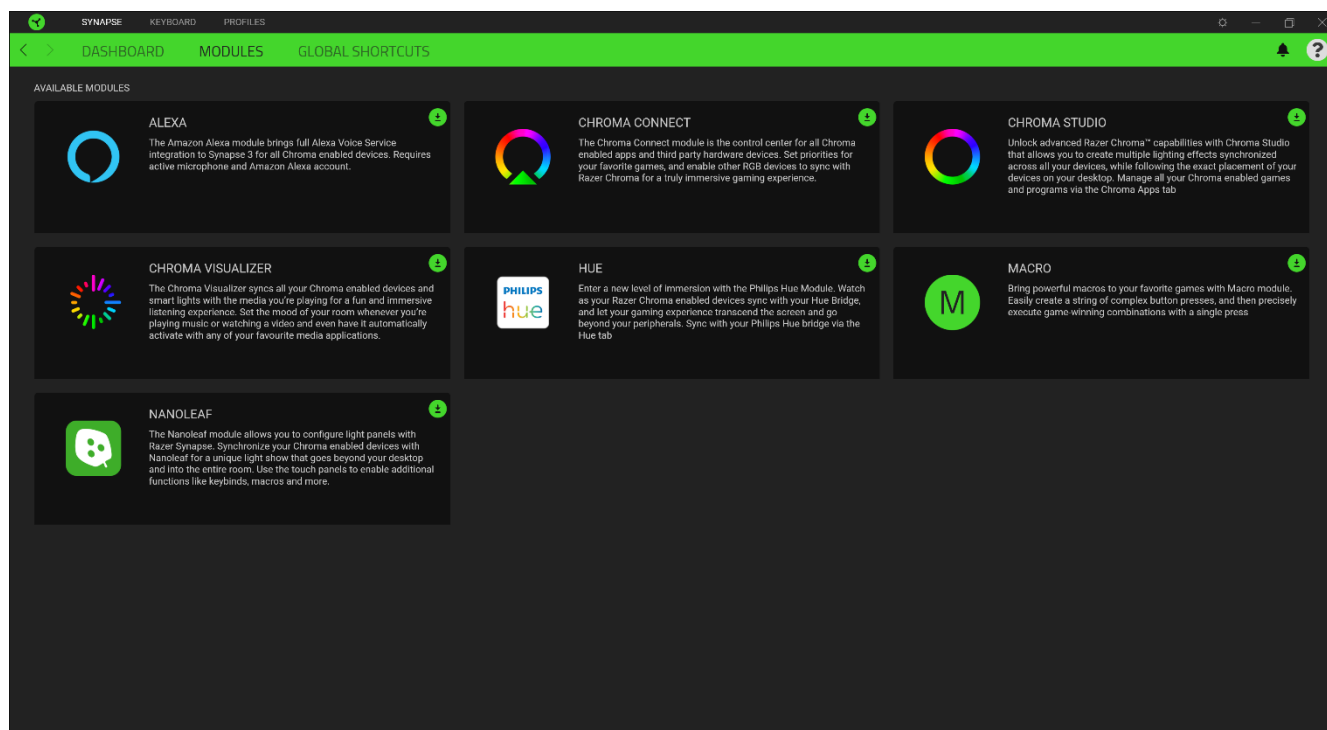 SYNAPSE KEYBOARD PROFILES
DASHBOARD MODULES GLOBAL SHORTCUTS
?
AVAILABLE MODULES
ALEXA
The Amazon Alexa module brings full Alexa Voice Service
integration to Synapse 3 for all Chroma enabled devices. Requires
active microphone and Amazon Alexa account.
CHROMA CONNECT
The Chroma Connect module is the control center for all Chroma
enabled apps and third party hardware devices. Set priorities for
your favorite games, and enable other RGB devices to sync with
Razer Chroma for a truly immersive gaming experience.
CHROMA STUDIO
Unlock advanced Razer Chroma™ capabilities with Chroma Studio
that allows you to create multiple lighting effects synchronized
across all your devices, while following the exact placement of your
devices on your desktop. Manage all your Chroma enabled games
and programs via the Chroma Apps tab
CHROMA VISUALIZER
The Chroma Visualizer syncs all your Chroma enabled devices and
smart lights with the media you're playing for a fun and immersive
listening experience. Set the mood of your room whenever you're
playing music or watching a video and even have it automatically
activate with any of your favourite media applications.
PHILIPS
hue
HUE
Enter a new level of immersion with the Philips Hue Module. Watch
as your Razer Chroma enabled devices sync with your Hue Bridge,
and let your gaming experience transcend the screen and go
beyond your peripherals. Sync with your Philips Hue bridge via the
Hue tab
M
MACRO
Bring powerful macros to your favorite games with Macro module.
Easily create a string of complex button presses, and then precisely
execute game-winning combinations with a single press
NANOLEAF
The Nanoleaf module allows you to configure light panels with
Razer Synapse. Synchronize your Chroma enabled devices with
Nanoleaf for a unique light show that goes beyond your desktop
and into the entire room. Use the touch panels to enable additional
functions like keybinds, macros and more.